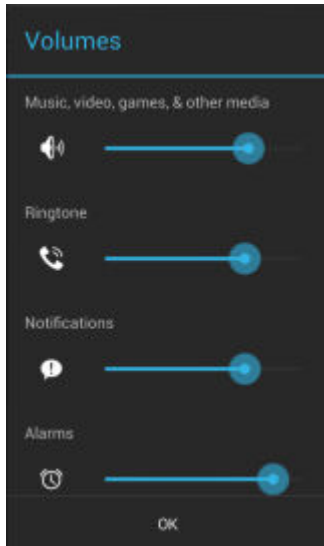 Volumes
Music, video, games, & other media
Ringtone
Notifications
Alarms
OK